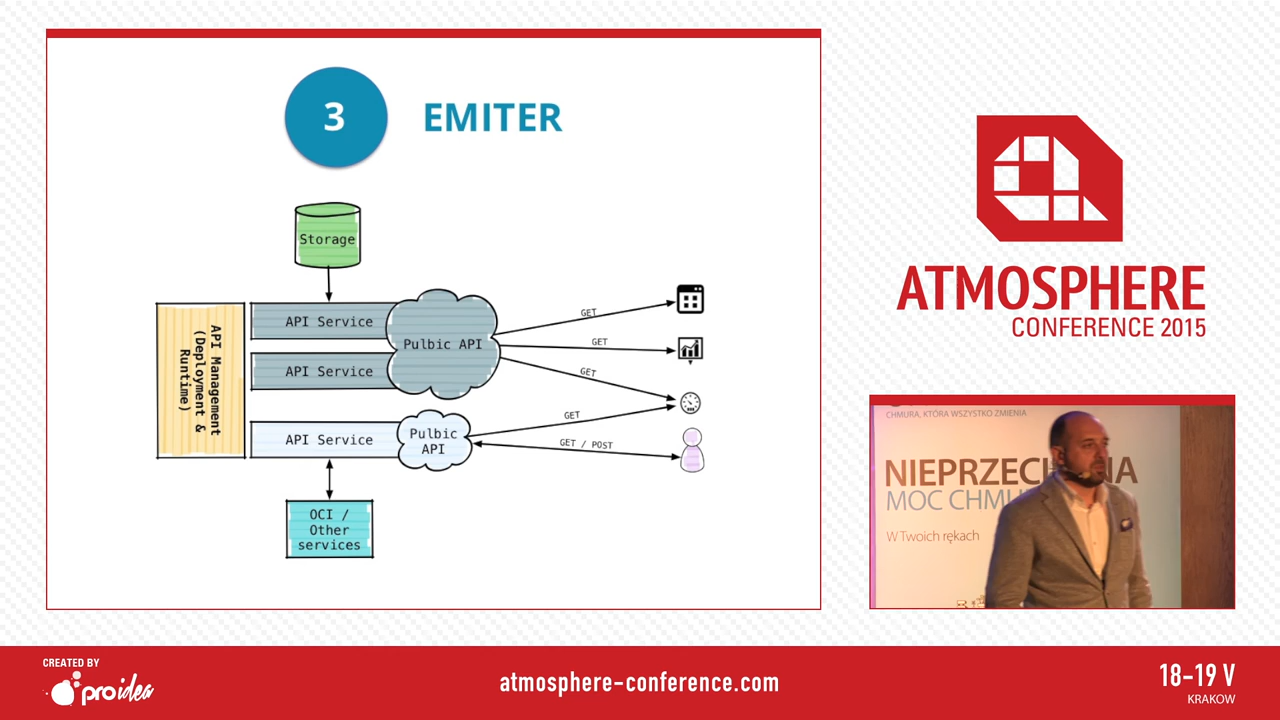 3
EMITER
Storage
API Management
(Deployment &
Runtime)
API Service
API Service
API Service
Pulbic API
Pulbic
API
GET
GET
GET
GET
GET / POST
OCI /
Other
services
ATMOSPHERE
CONFERENCE 2015
CHMURA, KTÓRA WSZYSTKO ZMIENIA
MOC CHMU
W Twoich rękach
CREATED BY
proidea
atmosphere-conference.com
18-19 V
KRAKOW